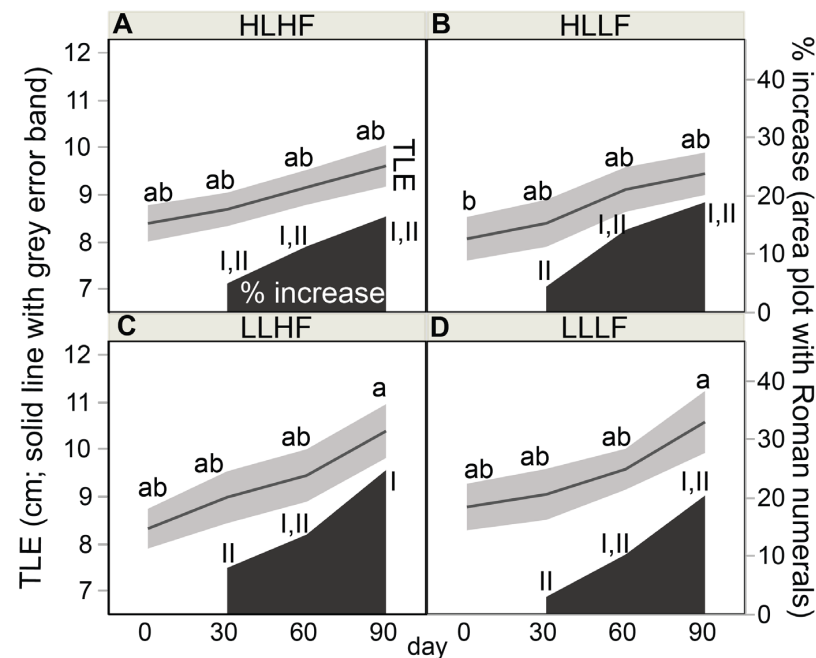 A HLHF
B HLLF
TLE (cm; solid line with grey error band)
% increase (area plot with Roman numerals)
12
11
10
9
8
7
ab
ab
ab
ab
TLE
I,II
I,II
I,II
% increase
b
ab
ab
ab
II
I,II
I,II
40
30
20
10
0
C LLHF
D LLLF
12
11
10
9
8
7
ab
ab
ab
a
II
I,II
I
ab
ab
ab
a
II
I,II
I,II
40
30
20
10
0
0 30 60 90
day
0 30 60 90